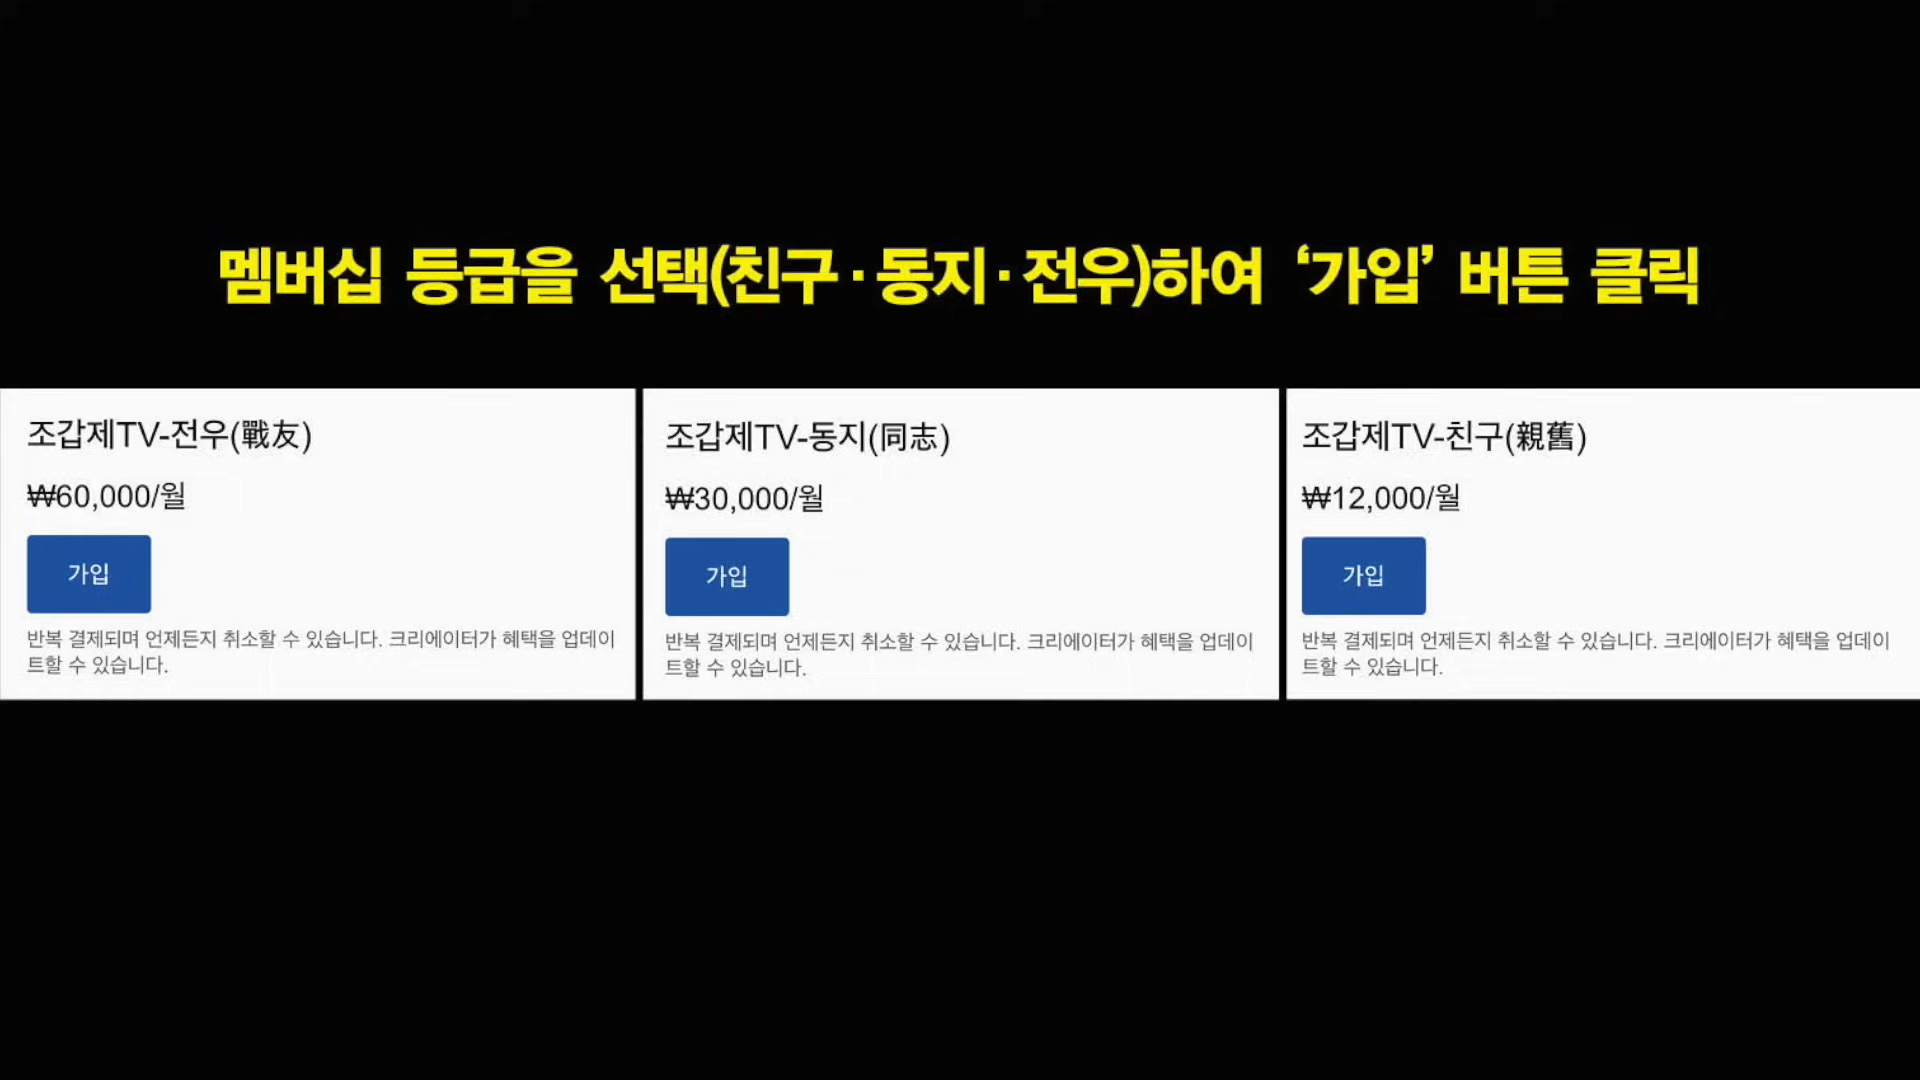 멤버십 등급을 선택(친구·동지·전우)하여 ‘가입’ 버튼 클릭
조갑제TV-전우(戰友)
₩60,000/월
가입
반복 결제되며 언제든지 취소할 수 있습니다. 크리에이터가 혜택을 업데이
트할 수 있습니다.
조갑제TV-동지(同志)
₩30,000/월
가입
반복 결제되며 언제든지 취소할 수 있습니다. 크리에이터가 혜택을 업데이
트할 수 있습니다.
조갑제TV-친구(親舊)
₩12,000/월
가입
반복 결제되며 언제든지 취소할 수 있습니다. 크리에이터가 혜택을 업데이
트할 수 있습니다.